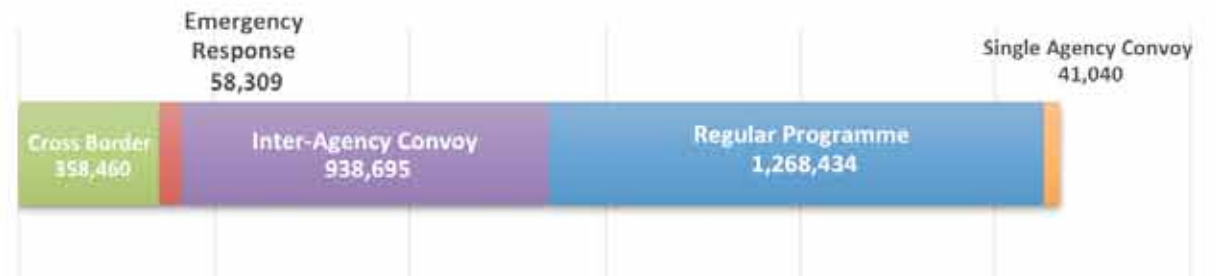 Emergency
Response
58,309
Single Agency Convoy
41,040
Cross Border
358,460
Inter-Agency Convoy
938,695
Regular Programme
1,268,434